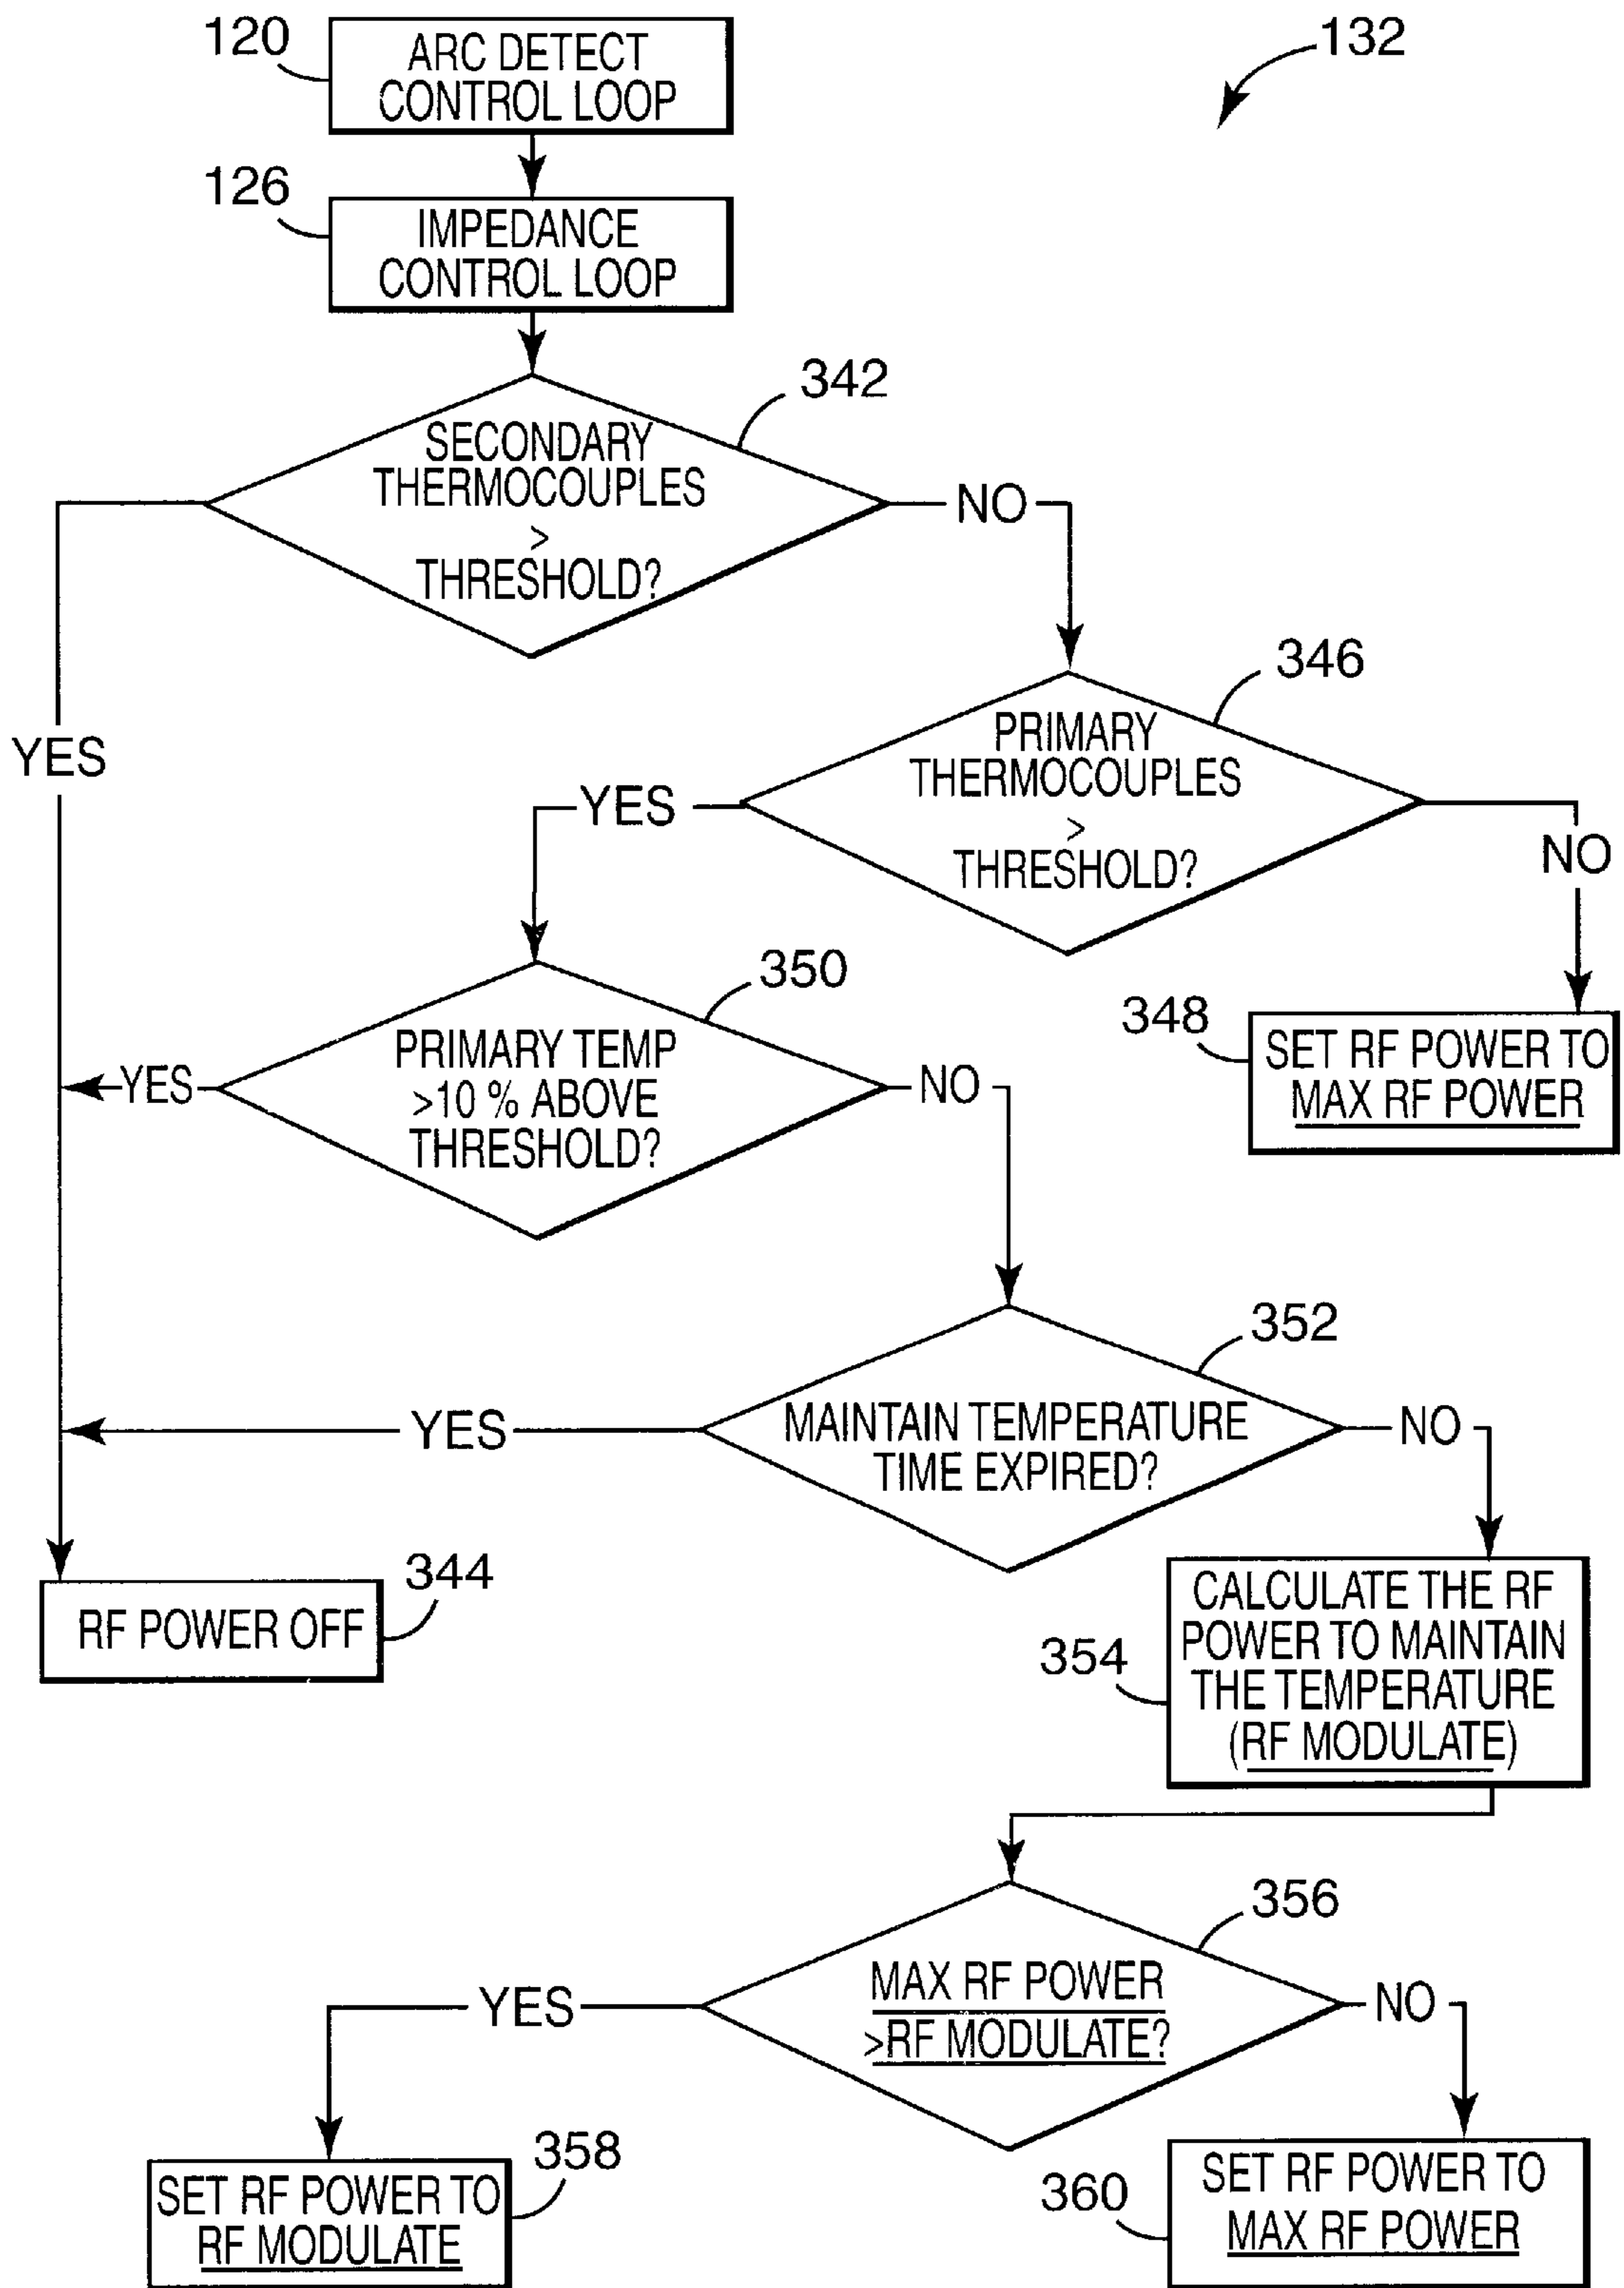 120
ARC DETECT
CONTROL LOOP
132
126
IMPEDANCE
CONTROL LOOP
342
SECONDARY
THERMOCOUPLES
>
THRESHOLD?
NO
YES
346
PRIMARY
THERMOCOUPLES
>
THRESHOLD?
YES
NO
350
PRIMARY TEMP
>10 % ABOVE
THRESHOLD?
YES
NO
348
SET RF POWER TO
MAX RF POWER
352
MAINTAIN TEMPERATURE
TIME EXPIRED?
YES
NO
344
RF POWER OFF
354
CALCULATE THE RF
POWER TO MAINTAIN
THE TEMPERATURE
(RF MODULATE)
356
MAX RF POWER
>RF MODULATE?
YES
NO
358
SET RF POWER TO
RF MODULATE
360
SET RF POWER TO
MAX RF POWER